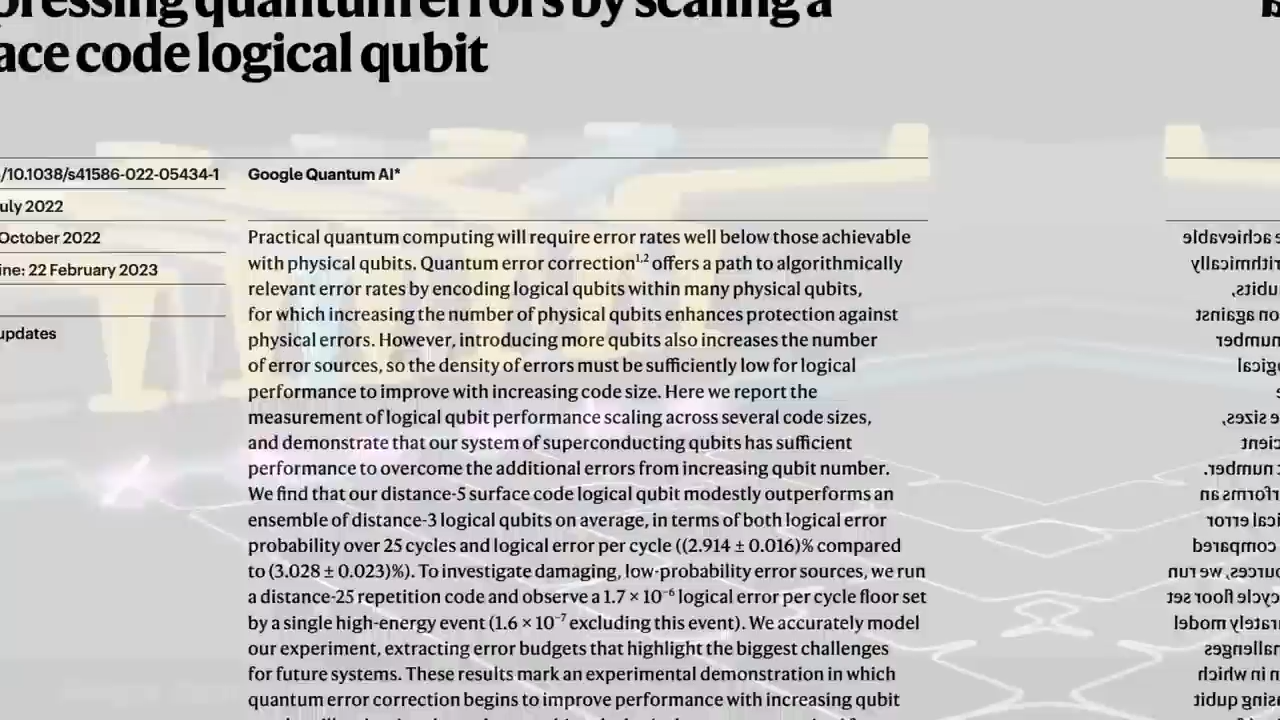 pressing quantum errors by scaling a
ace code logical qubit
/10.1038/s41586-022-05434-1
uly 2022
October 2022
ine: 22 February 2023
updates
Google Quantum AI*
Practical quantum computing will require error rates well below those achievable
with physical qubits. Quantum error correction1,2 offers a path to algorithmically
relevant error rates by encoding logical qubits within many physical qubits,
for which increasing the number of physical qubits enhances protection against
physical errors. However, introducing more qubits also increases the number
of error sources, so the density of errors must be sufficiently low for logical
performance to improve with increasing code size. Here we report the
measurement of logical qubit performance scaling across several code sizes,
and demonstrate that our system of superconducting qubits has sufficient
performance to overcome the additional errors from increasing qubit number.
We find that our distance-5 surface code logical qubit modestly outperforms an
ensemble of distance-3 logical qubits on average, in terms of both logical error
probability over 25 cycles and logical error per cycle ((2.914 ± 0.016)% compared
to (3.028 ± 0.023)%). To investigate damaging, low-probability error sources, we run
a distance-25 repetition code and observe a 1.7 × 10⁻⁶ logical error per cycle floor set
by a single high-energy event (1.6 × 10⁻⁷ excluding this event). We accurately model
our experiment, extracting error budgets that highlight the biggest challenges
for future systems. These results mark an experimental demonstration in which
quantum error correction begins to improve performance with increasing qubit